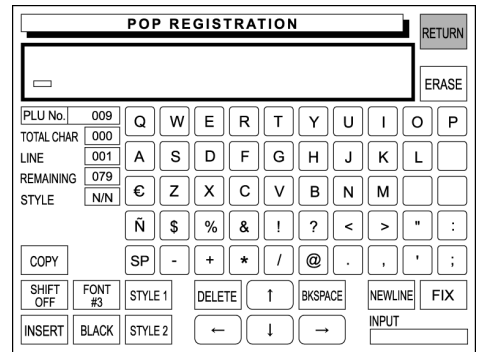 POP REGISTRATION
RETURN
ERASE
PLU No. 009
TOTAL CHAR 000
LINE 001
REMAINING 079
STYLE N/N
Q W E R T Y U I O P
A S D F G H J K L
€ Z X C V B N M
Ñ $ % & ! ? < > " :
COPY SP - + * / @ . , ' ;
SHIFT OFF FONT #3 STYLE 1 DELETE ↑ BKSPACE NEWLINE FIX
INSERT BLACK STYLE 2 ← ↓ → INPUT